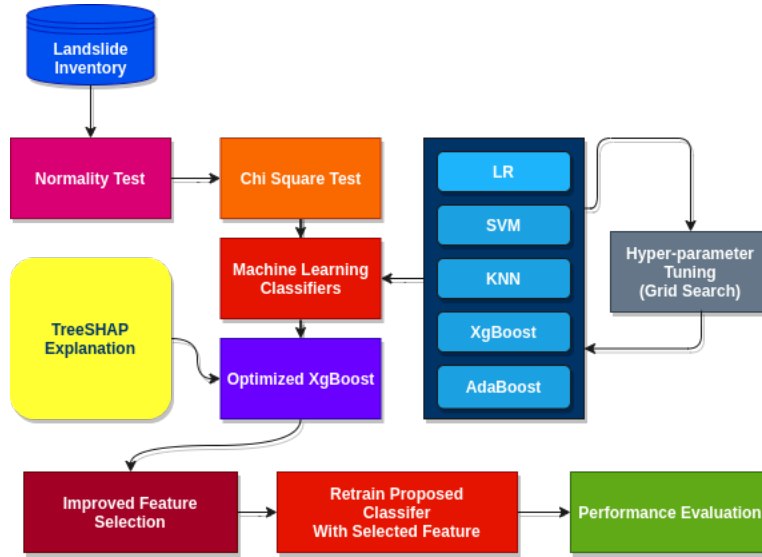 Landslide
Inventory
Normality Test
Chi Square Test
LR
SVM
KNN
XgBoost
AdaBoost
Hyper-parameter
Tuning
(Grid Search)
Machine Learning
Classifiers
TreeSHAP
Explanation
Optimized XgBoost
Improved Feature
Selection
Retrain Proposed
Classifer
With Selected Feature
Performance Evaluation